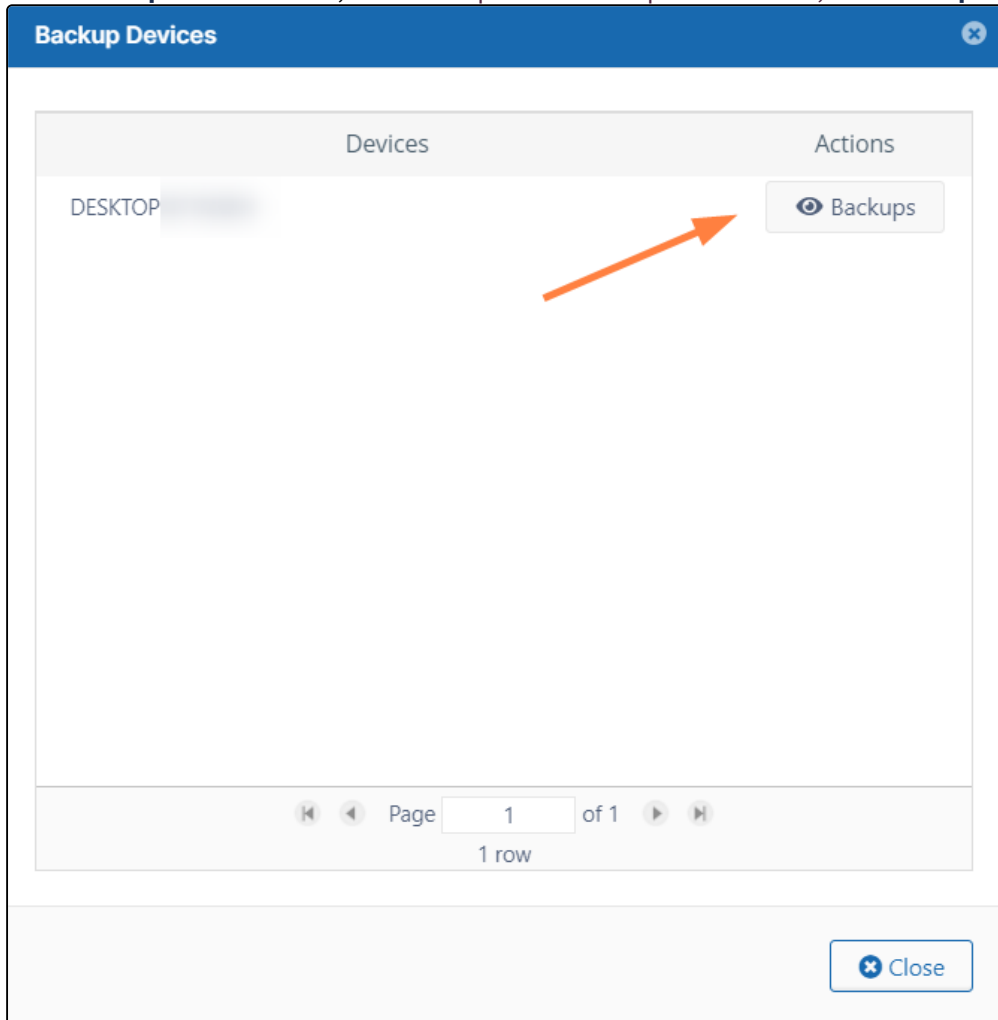 Backup Devices
Devices Actions
DESKTOP Backups
Page 1 of 1
1 row
Close